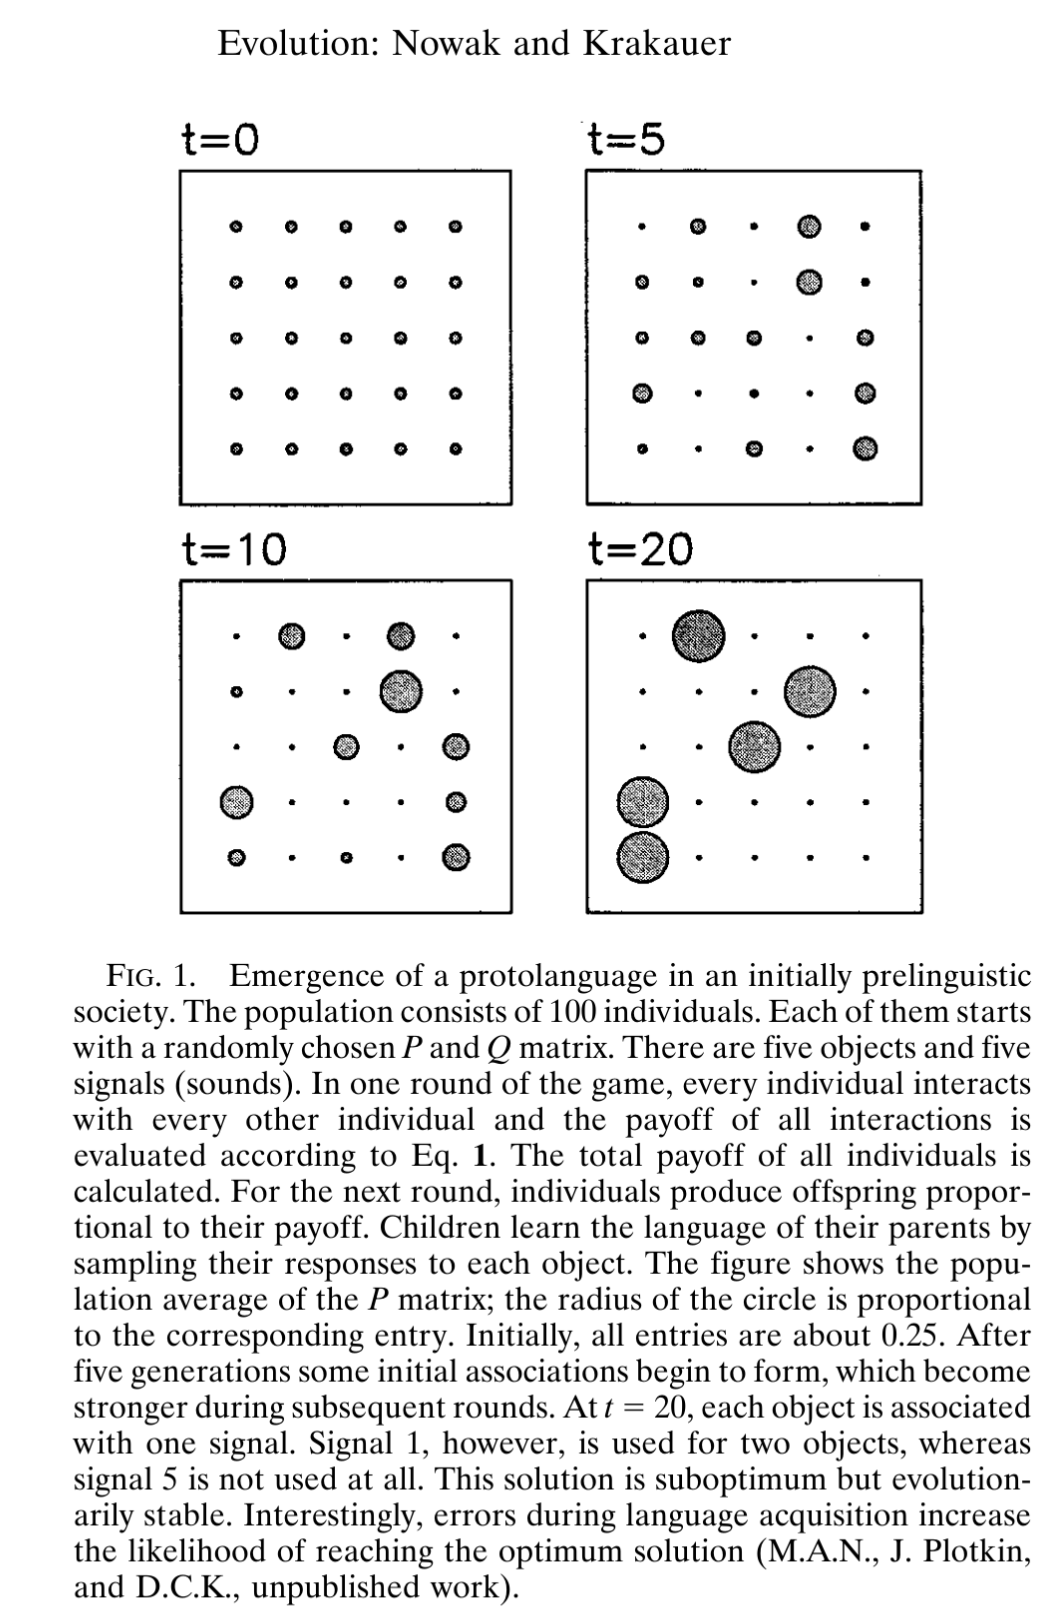 Evolution: Nowak and Krakauer
t=0
t=5
t=10
t=20
FIG. 1. Emergence of a protolanguage in an initially prelinguistic
society. The population consists of 100 individuals. Each of them starts
with a randomly chosen P and Q matrix. There are five objects and five
signals (sounds). In one round of the game, every individual interacts
with every other individual and the payoff of all interactions is
evaluated according to Eq. 1. The total payoff of all individuals is
calculated. For the next round, individuals produce offspring propor-
tional to their payoff. Children learn the language of their parents by
sampling their responses to each object. The figure shows the popu-
lation average of the P matrix; the radius of the circle is proportional
to the corresponding entry. Initially, all entries are about 0.25. After
five generations some initial associations begin to form, which become
stronger during subsequent rounds. At t = 20, each object is associated
with one signal. Signal 1, however, is used for two objects, whereas
signal 5 is not used at all. This solution is suboptimum but evolution-
arily stable. Interestingly, errors during language acquisition increase
the likelihood of reaching the optimum solution (M.A.N., J. Plotkin,
and D.C.K., unpublished work).